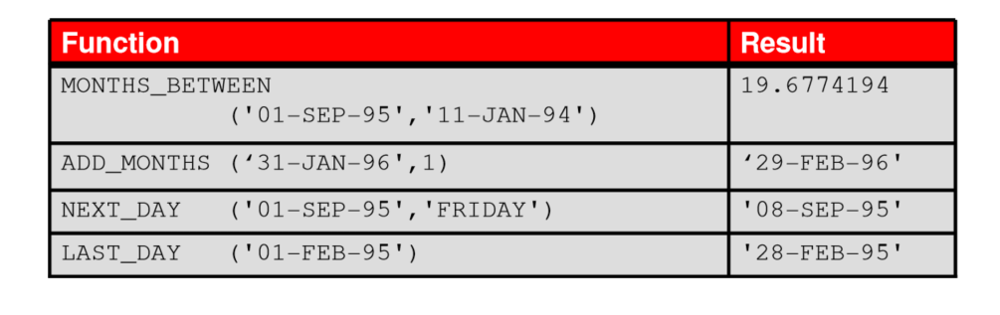 Function Result
MONTHS_BETWEEN 19.6774194
('01-SEP-95','11-JAN-94')
ADD_MONTHS (‘31-JAN-96',1) ‘29-FEB-96'
NEXT_DAY ('01-SEP-95','FRIDAY') '08-SEP-95'
LAST_DAY ('01-FEB-95') '28-FEB-95'